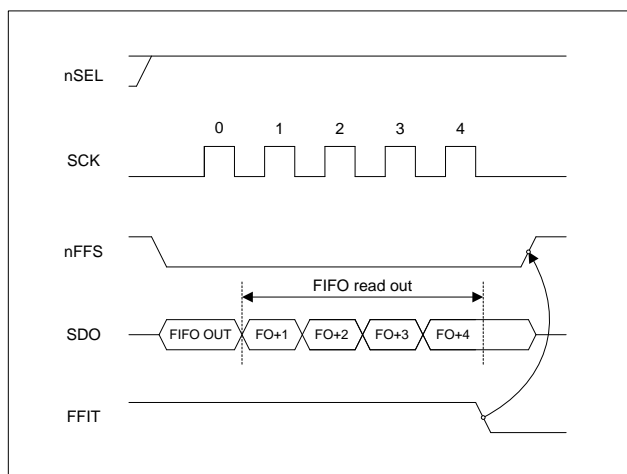 nSEL
0 1 2 3 4
SCK
nFFS
FIFO read out
SDO
FIFO OUT FO+1 FO+2 FO+3 FO+4
FFIT